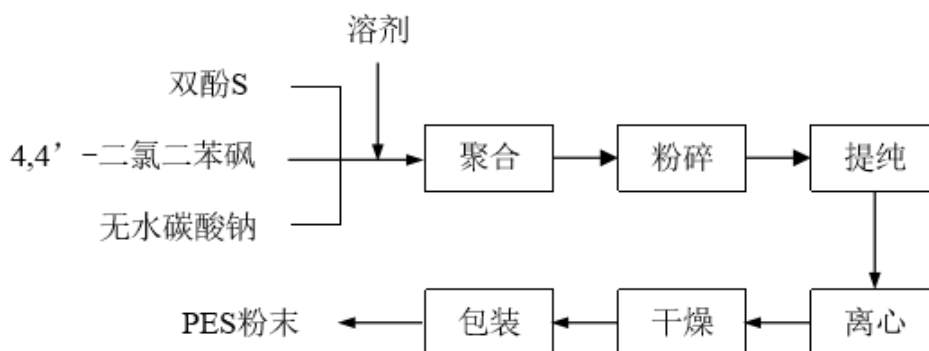 溶剂
双酚S
4,4’-二氯二苯砜
无水碳酸钠
聚合
粉碎
提纯
PES粉末
包装
干燥
离心